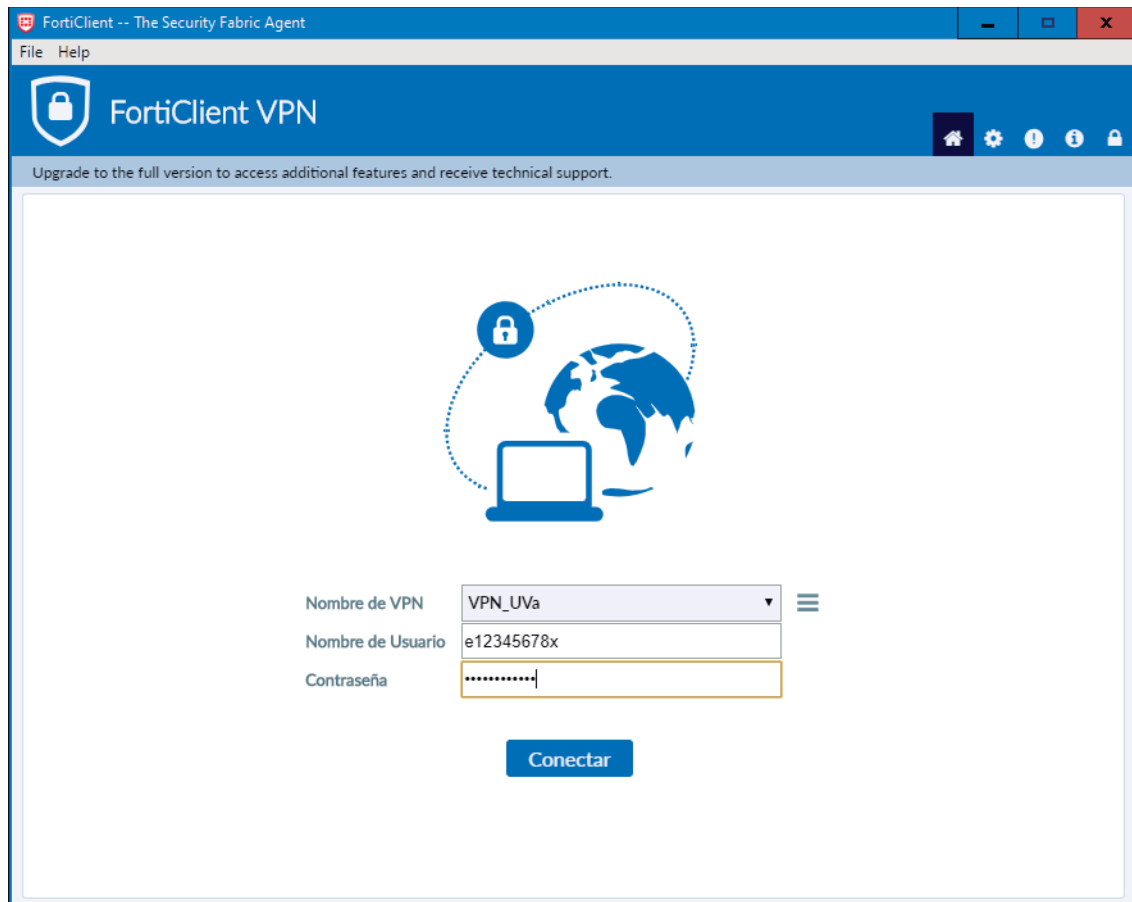 FortiClient -- The Security Fabric Agent
File Help
FortiClient VPN
Upgrade to the full version to access additional features and receive technical support.
Nombre de VPN VPN_UVa
Nombre de Usuario e12345678x
Contraseña ••••••••••••
Conectar